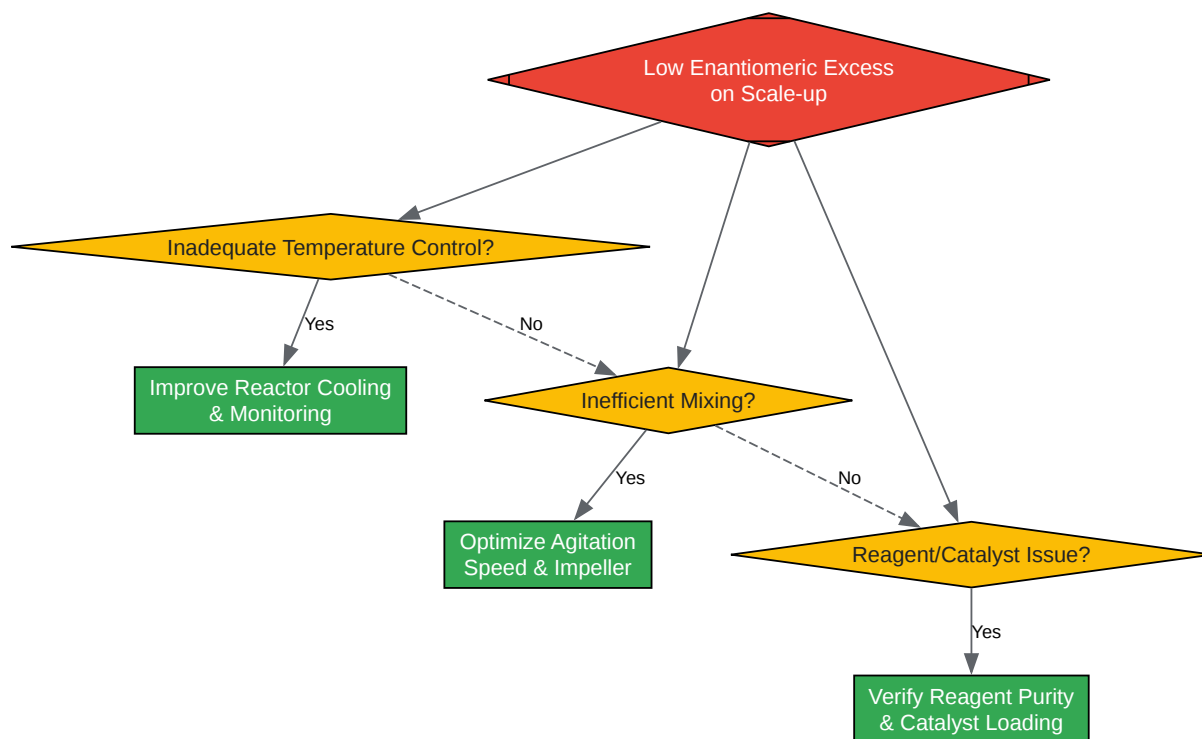 Low Enantiomeric Excess
on Scale-up
Inadequate Temperature Control?
Yes
No
Improve Reactor Cooling
& Monitoring
Inefficient Mixing?
Yes
No
Optimize Agitation
Speed & Impeller
Reagent/Catalyst Issue?
Yes
Verify Reagent Purity
& Catalyst Loading